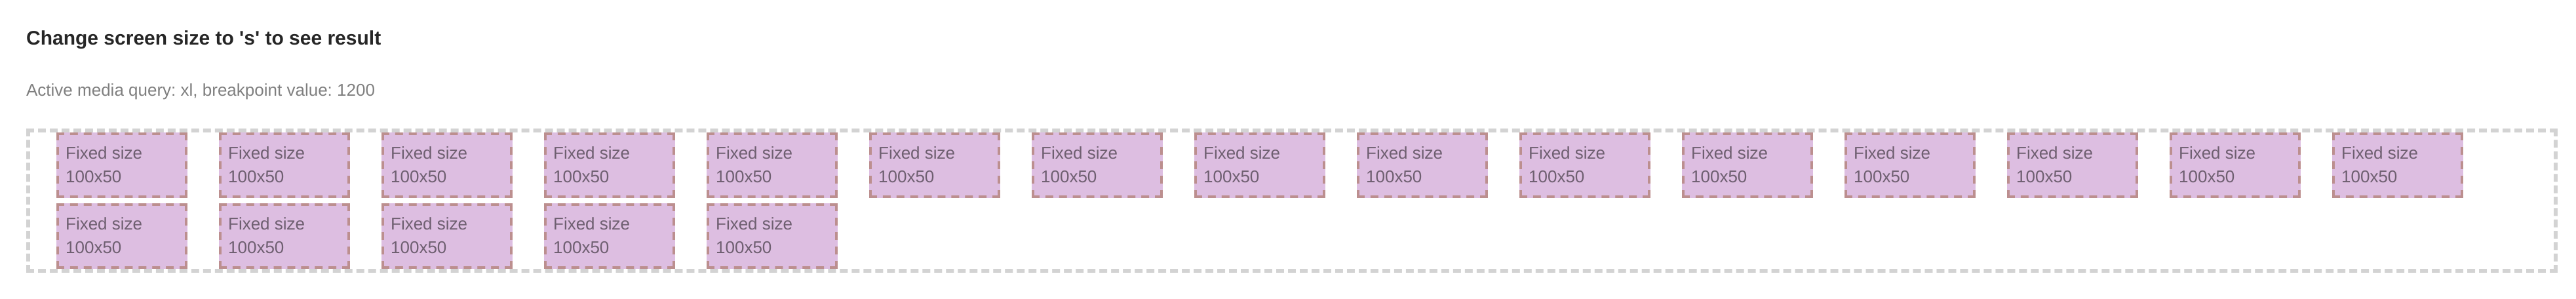 Change screen size to 's' to see result
Active media query: xl, breakpoint value: 1200
Fixed size Fixed size Fixed size Fixed size Fixed size Fixed size Fixed size Fixed size Fixed size Fixed size Fixed size Fixed size Fixed size Fixed size Fixed size
100x50 100x50 100x50 100x50 100x50 100x50 100x50 100x50 100x50 100x50 100x50 100x50 100x50 100x50 100x50
Fixed size Fixed size Fixed size Fixed size Fixed size
100x50 100x50 100x50 100x50 100x50